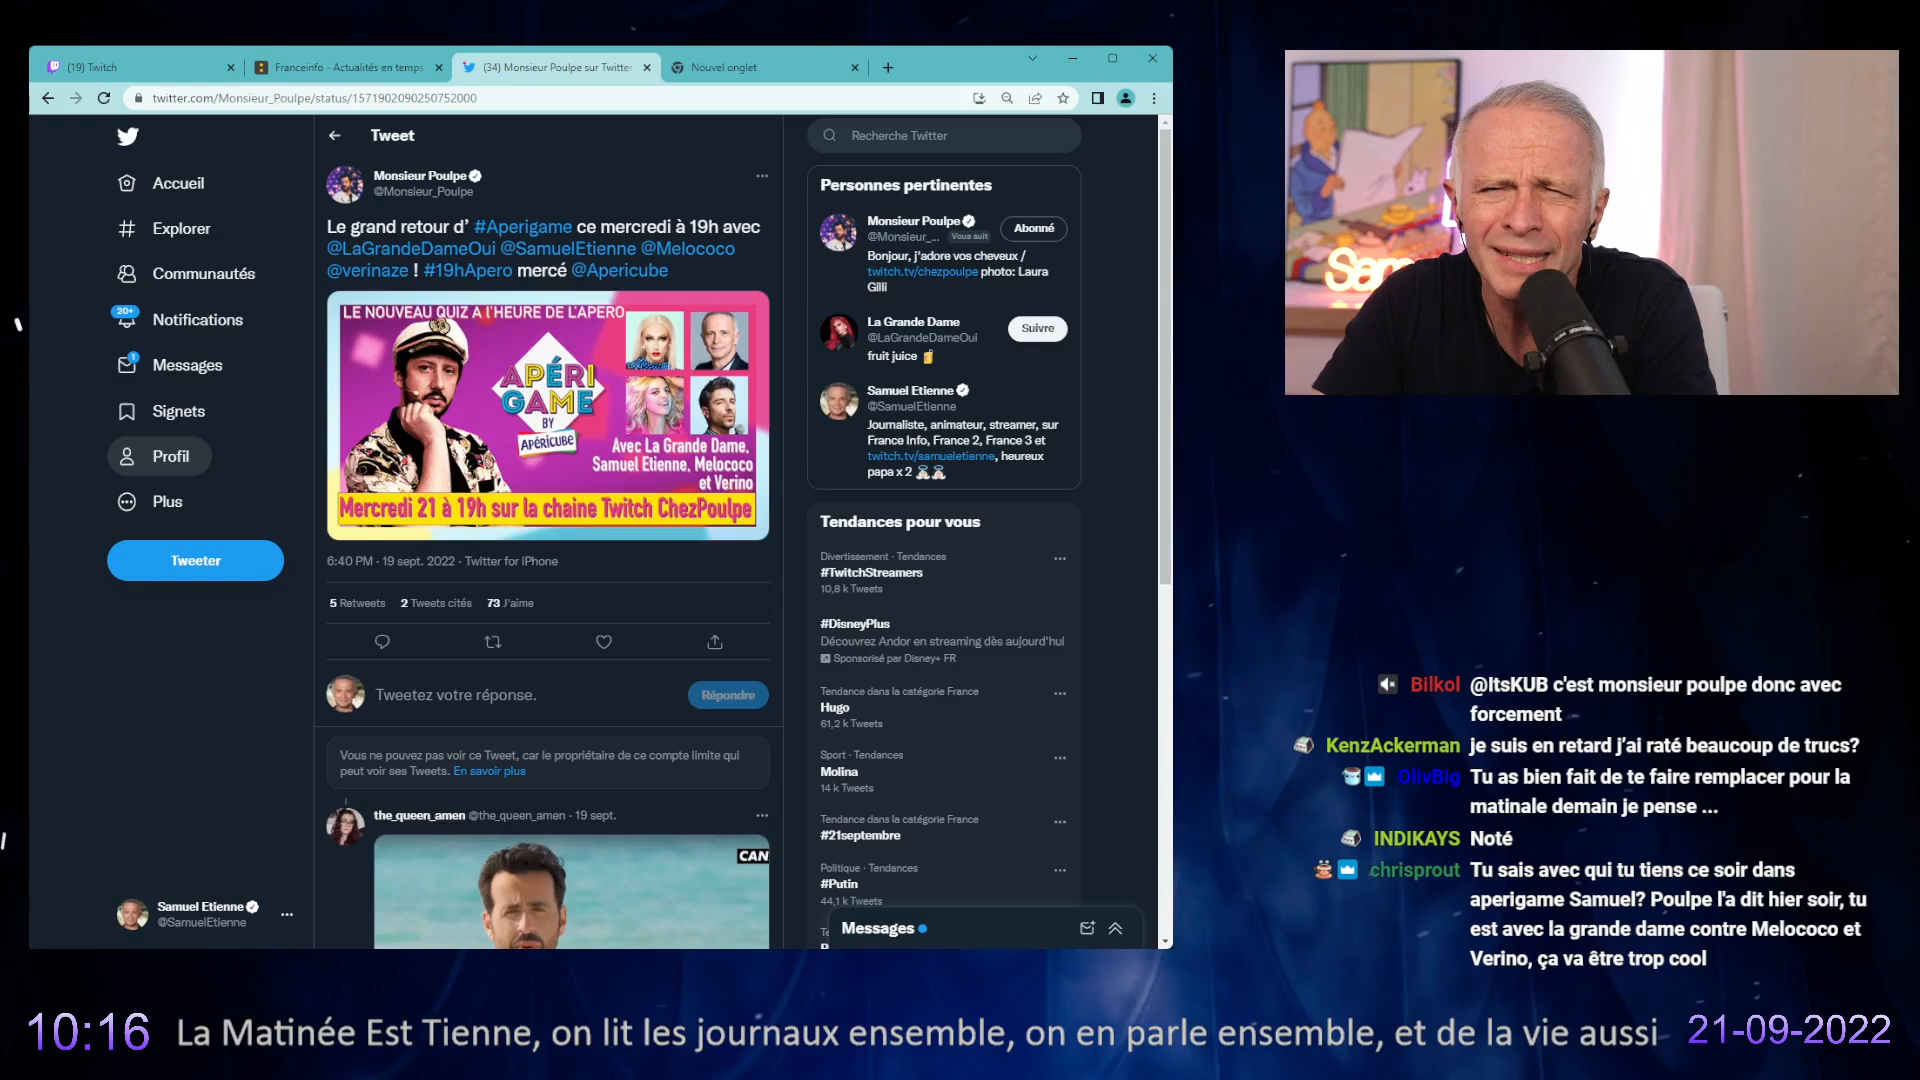 (19) Twitch
Franceinfo - Actualités en temps
(34) Monsieur Poulpe sur Twitter
Nouvel onglet
twitter.com/Monsieur_Poulpe/status/1571902090250752000
Accueil
Explorer
Communautés
20+
Notifications
1
Messages
Signets
Profil
Plus
Tweeter
Samuel Etienne
@SamuelEtienne
Tweet
Monsieur Poulpe
@Monsieur_Poulpe
Le grand retour d’ #Aperigame ce mercredi à 19h avec
@LaGrandeDameOui @SamuelEtienne @Melococo
@verinaze ! #19hApero mercé @Apericube
LE NOUVEAU QUIZ A l'HEURE DE L'APERO
APÉRI
GAME
BY
APÉRICUBE
Avec La Grande Dame,
Samuel Etienne, Melococo
et Verino
Mercredi 21 à 19h sur la chaine Twitch ChezPoulpe
6:40 PM · 19 sept. 2022 · Twitter for iPhone
5 Retweets 2 Tweets cités 73 J'aime
Tweetez votre réponse.
Répondre
Vous ne pouvez pas voir ce Tweet, car le propriétaire de ce compte limite qui
peut voir ses Tweets. En savoir plus
the_queen_amen @the_queen_amen · 19 sept.
CAN
Recherche Twitter
Personnes pertinentes
Monsieur Poulpe
@Monsieur_... Vous suit
Abonné
Bonjour, j'adore vos cheveux /
twitch.tv/chezpoulpe photo: Laura
Gilli
La Grande Dame
@LaGrandeDameOui
Suivre
fruit juice
Samuel Etienne
@SamuelEtienne
Journaliste, animateur, streamer, sur
France Info, France 2, France 3 et
twitch.tv/samueletienne, heureux
papa x 2
Tendances pour vous
Divertissement · Tendances
#TwitchStreamers
10,8 k Tweets
#DisneyPlus
Découvrez Andor en streaming dès aujourd'hui
Sponsorisé par Disney+ FR
Tendance dans la catégorie France
Hugo
61,2 k Tweets
Sport · Tendances
Molina
14 k Tweets
Tendance dans la catégorie France
#21septembre
Politique · Tendances
#Putin
44,1 k Tweets
Messages
Bilkol @ItsKUB c'est monsieur poulpe donc avec
forcement
KenzAckerman je suis en retard j’ai raté beaucoup de trucs?
OlivBig Tu as bien fait de te faire remplacer pour la
matinale demain je pense ...
INDIKAYS Noté
chrisprout Tu sais avec qui tu tiens ce soir dans
aperigame Samuel? Poulpe l'a dit hier soir, tu
est avec la grande dame contre Melococo et
Verino, ça va être trop cool
10:16
La Matinée Est Tienne, on lit les journaux ensemble, on en parle ensemble, et de la vie aussi
21-09-2022